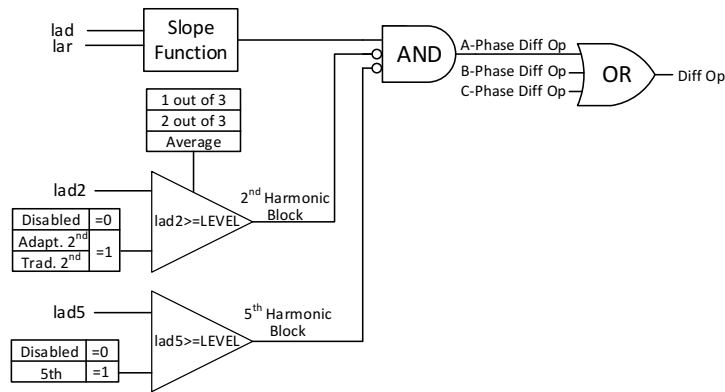 Iad
Iar
Slope
Function
AND
A-Phase Diff Op
B-Phase Diff Op
C-Phase Diff Op
OR
Diff Op
1 out of 3
2 out of 3
Average
Iad2
Iad2>=LEVEL
2nd Harmonic
Block
Disabled =0
Adapt. 2nd
=1
Trad. 2nd
Iad5
Iad5>=LEVEL
5th Harmonic
Block
Disabled =0
5th =1